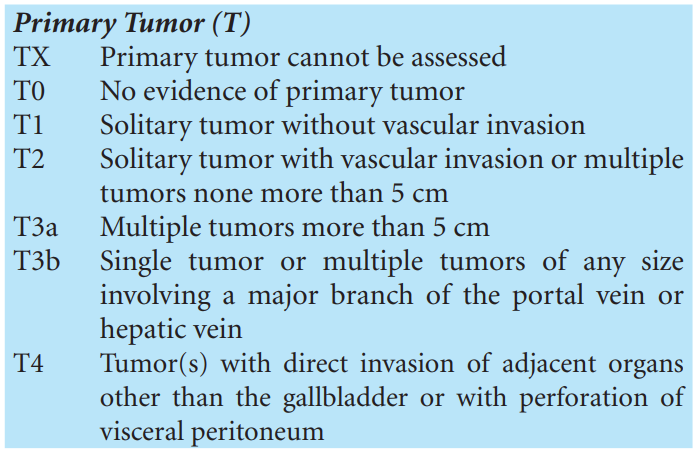 Primary Tumor (T)
TX Primary tumor cannot be assessed
T0 No evidence of primary tumor
T1 Solitary tumor without vascular invasion
T2 Solitary tumor with vascular invasion or multiple
tumors none more than 5 cm
T3a Multiple tumors more than 5 cm
T3b Single tumor or multiple tumors of any size
involving a major branch of the portal vein or
hepatic vein
T4 Tumor(s) with direct invasion of adjacent organs
other than the gallbladder or with perforation of
visceral peritoneum